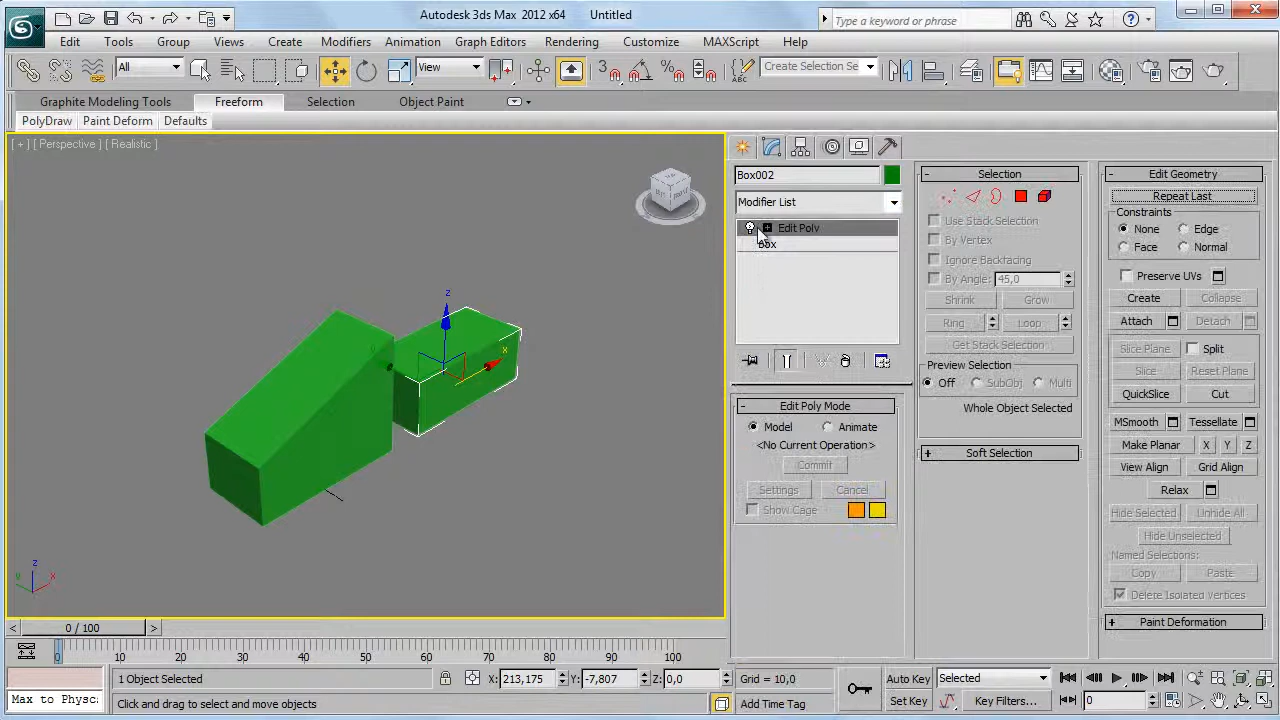 Autodesk 3ds Max 2012 x64 Untitled
Type a keyword or phrase
Edit Tools Group Views Create Modifiers Animation Graph Editors Rendering Customize MAXScript Help
All View Create Selection Se
Graphite Modeling Tools Freeform Selection Object Paint
PolyDraw Paint Deform Defaults
[ + ] [ Perspective ] [ Realistic ]
Box002
Modifier List
Edit Poly
Box
Edit Poly Mode
Model Animate
<No Current Operation>
Commit
Settings Cancel
Show Cage
Selection
Use Stack Selection
By Vertex
Ignore Backfacing
By Angle: 45,0
Shrink Grow
Ring Loop
Get Stack Selection
Preview Selection
Off SubObj Multi
Whole Object Selected
Soft Selection
Edit Geometry
Repeat Last
Constraints
None Edge
Face Normal
Preserve UVs
Create Collapse
Attach Detach
Slice Plane Split
Slice Reset Plane
QuickSlice Cut
MSmooth Tessellate
Make Planar X Y Z
View Align Grid Align
Relax
Hide Selected Unhide All
Hide Unselected
Named Selections:
Copy Paste
Delete Isolated Vertices
Paint Deformation
z
x
z
y x
< 0 / 100 >
0 10 20 30 40 50 60 70 80 90 100
1 Object Selected X: 213,175 Y: -7,807 Z: 0,0 Grid = 10,0 Auto Key Selected
Max to Physc
Click and drag to select and move objects Add Time Tag Set Key Key Filters... 0